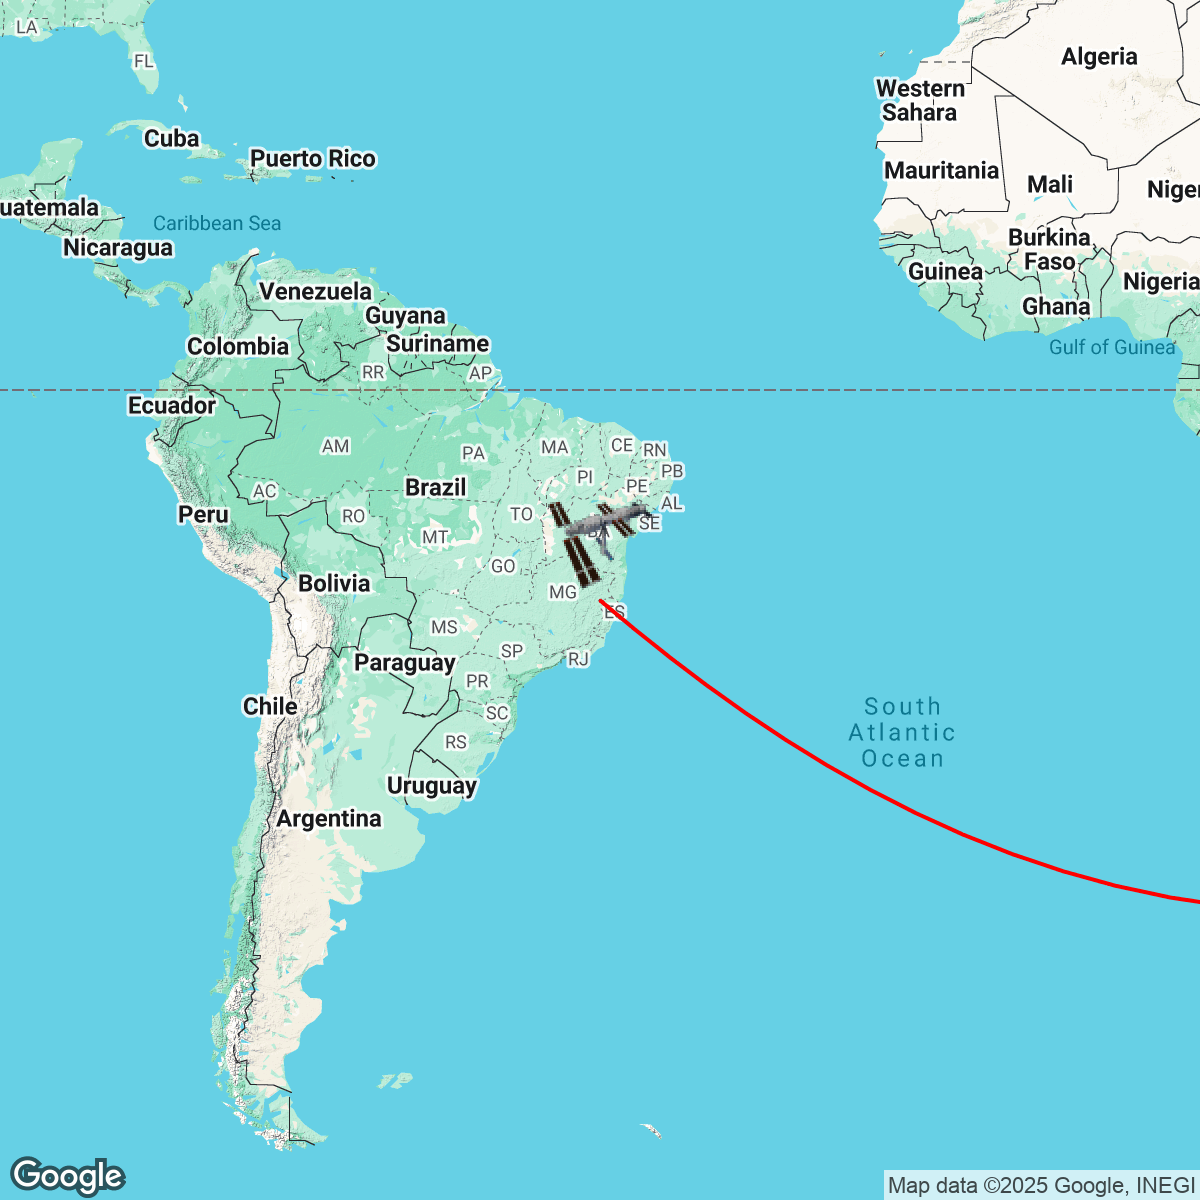 LA
FL
Algeria
Western
Sahara
Cuba
Puerto Rico
Mauritania
Mali
Niger
uatemala
Caribbean Sea
Nicaragua
Burkina
Faso
Guinea
Nigeria
Ghana
Venezuela
Guyana
Suriname
Colombia
Gulf of Guinea
RR
AP
Ecuador
AM
MA
CE
RN
PA
PI
PB
Brazil
PE
AC
AL
Peru
RO
TO
SE
MT
BA
GO
Bolivia
MG
ES
MS
SP
RJ
Paraguay
PR
Chile
SC
South
Atlantic
Ocean
RS
Uruguay
Argentina
Google
Map data ©2025 Google, INEGI